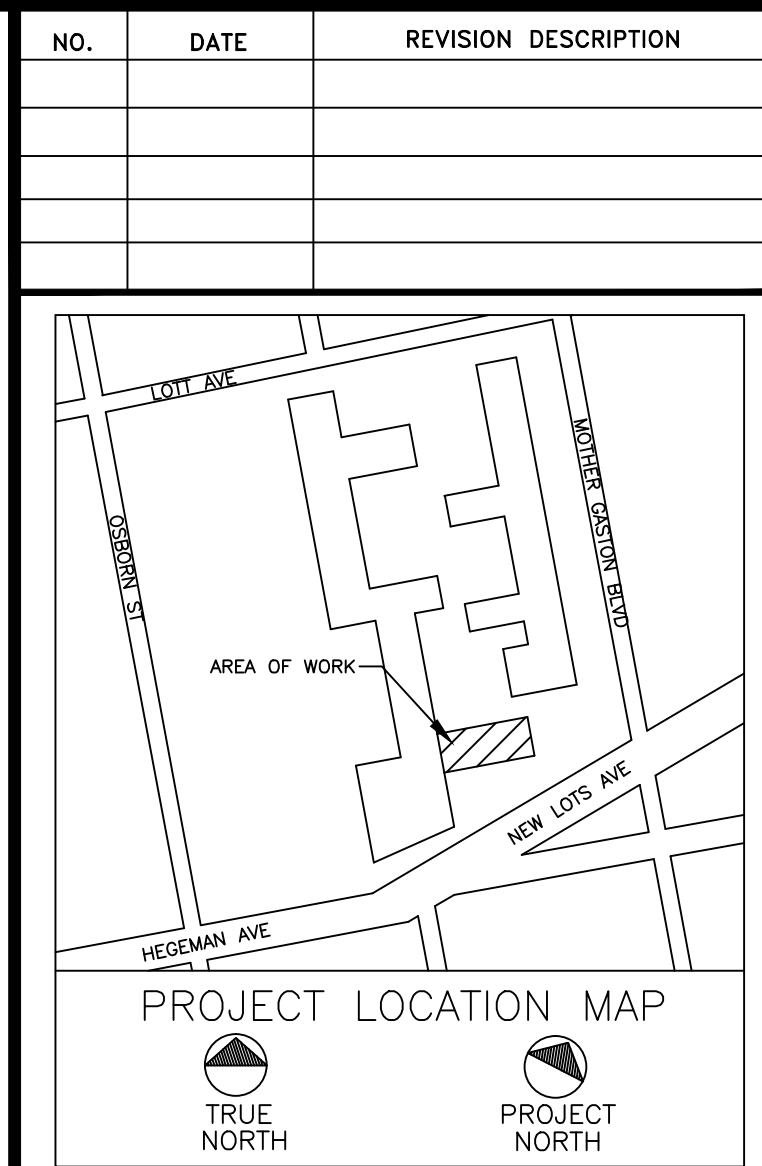 NO. DATE REVISION DESCRIPTION
LOTT AVE
MOTHER GASTON BLVD
OSBORN ST
AREA OF WORK
NEW LOTS AVE
HEGEMAN AVE
PROJECT LOCATION MAP
TRUE
NORTH
PROJECT
NORTH